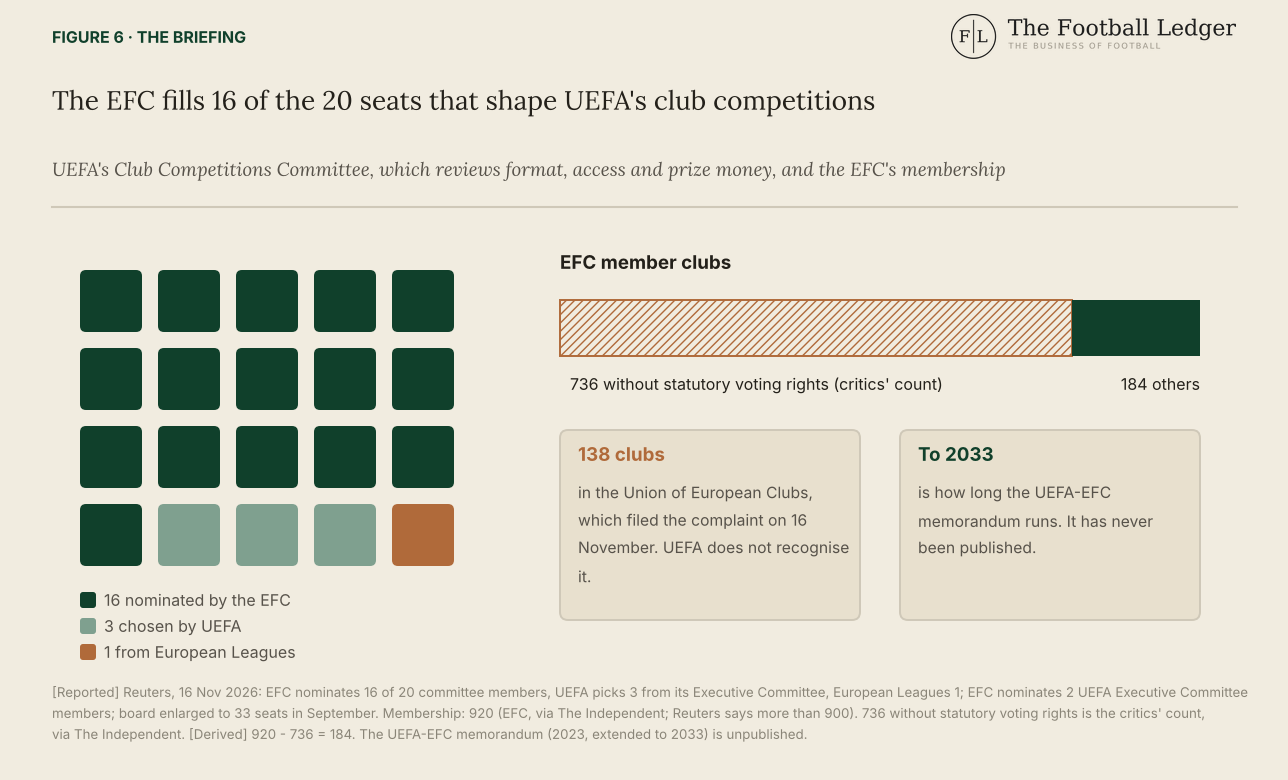 FIGURE 6 · THE BRIEFING
F L
The Football Ledger
THE BUSINESS OF FOOTBALL
The EFC fills 16 of the 20 seats that shape UEFA's club competitions
UEFA's Club Competitions Committee, which reviews format, access and prize money, and the EFC's membership
16 nominated by the EFC
3 chosen by UEFA
1 from European Leagues
EFC member clubs
736 without statutory voting rights (critics' count)
184 others
138 clubs
in the Union of European Clubs,
which filed the complaint on 16
November. UEFA does not recognise
it.
To 2033
is how long the UEFA-EFC
memorandum runs. It has never
been published.
[Reported] Reuters, 16 Nov 2026: EFC nominates 16 of 20 committee members, UEFA picks 3 from its Executive Committee, European Leagues 1; EFC nominates 2 UEFA Executive Committee
members; board enlarged to 33 seats in September. Membership: 920 (EFC, via The Independent; Reuters says more than 900). 736 without statutory voting rights is the critics' count,
via The Independent. [Derived] 920 - 736 = 184. The UEFA-EFC memorandum (2023, extended to 2033) is unpublished.